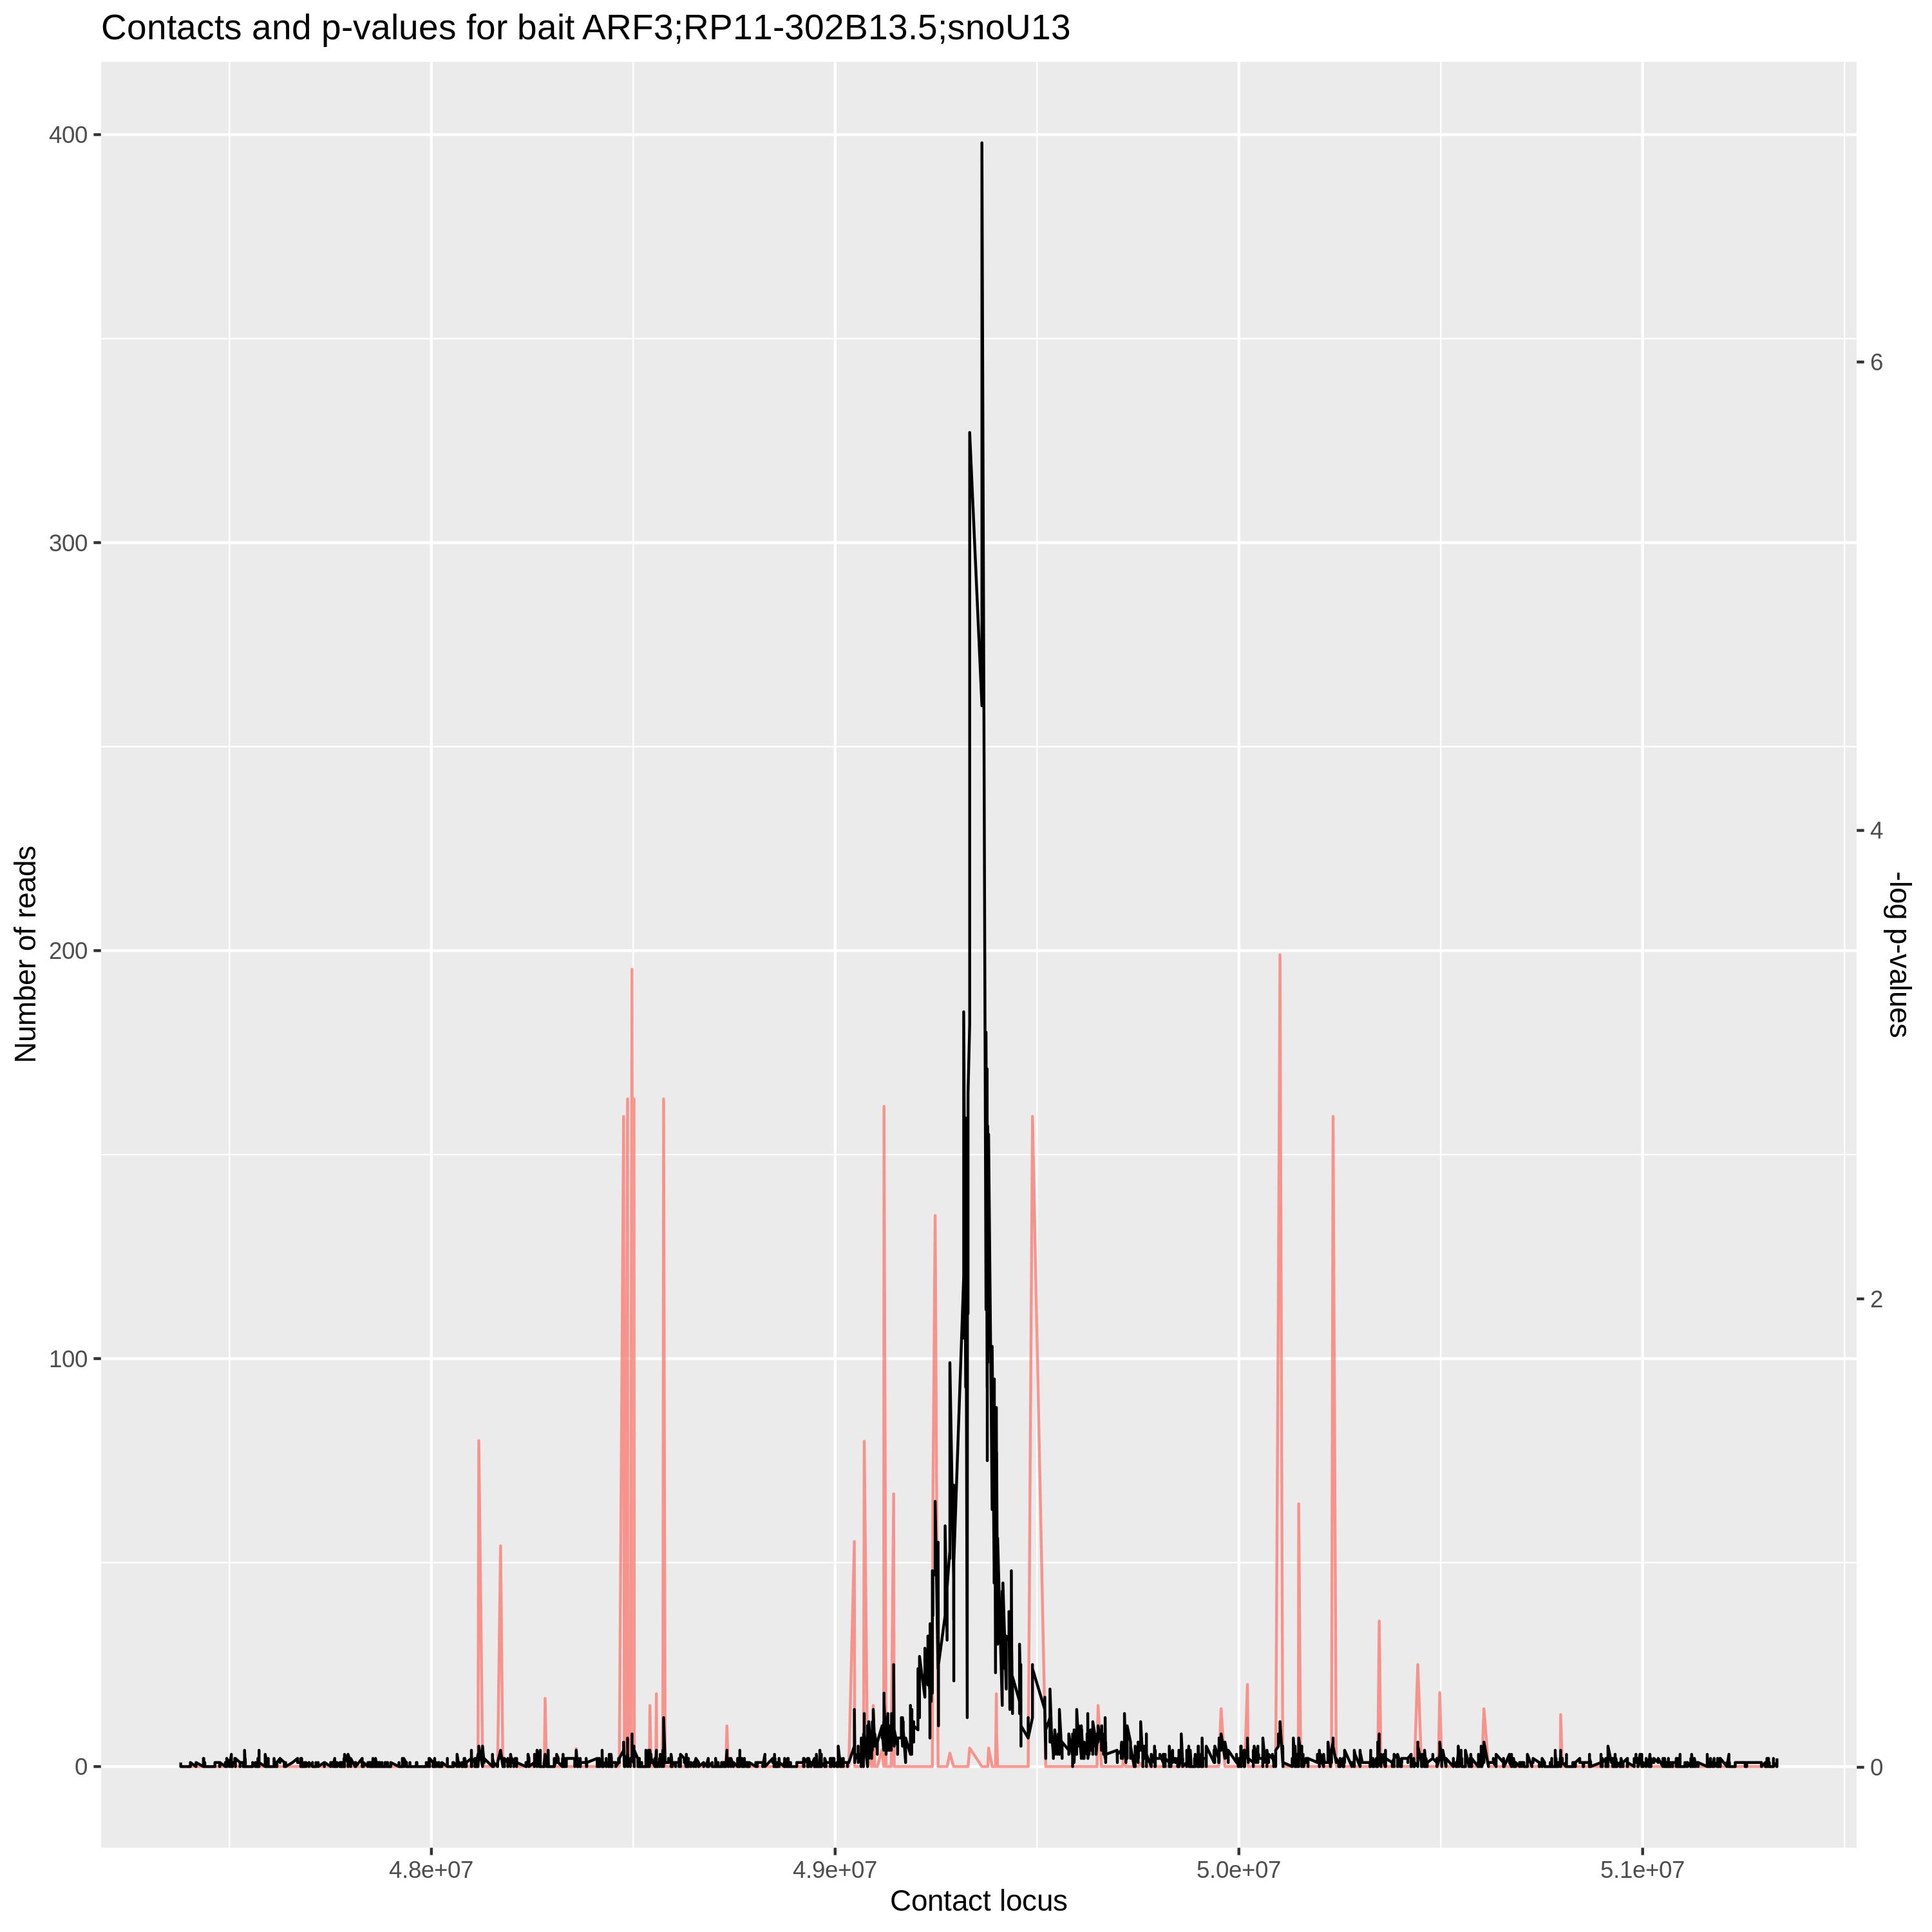 Contacts and p-values for bait ARF3;RP11-302B13.5;snoU13
400
300
200
100
0
Number of reads
6
4
2
0
-log p-values
4.8e+07
4.9e+07
5.0e+07
5.1e+07
Contact locus